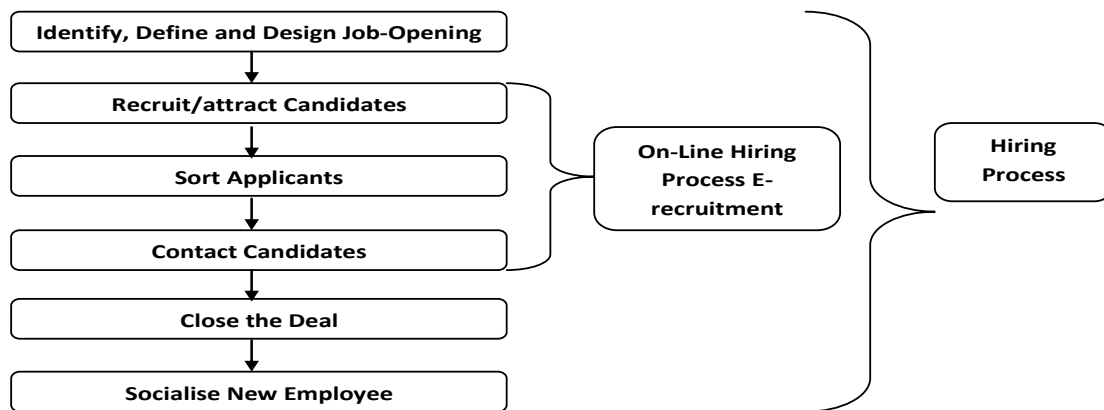 Identify, Define and Design Job-Opening
Recruit/attract Candidates
Sort Applicants
Contact Candidates
Close the Deal
Socialise New Employee
On-Line Hiring
Process E-
recruitment
Hiring
Process